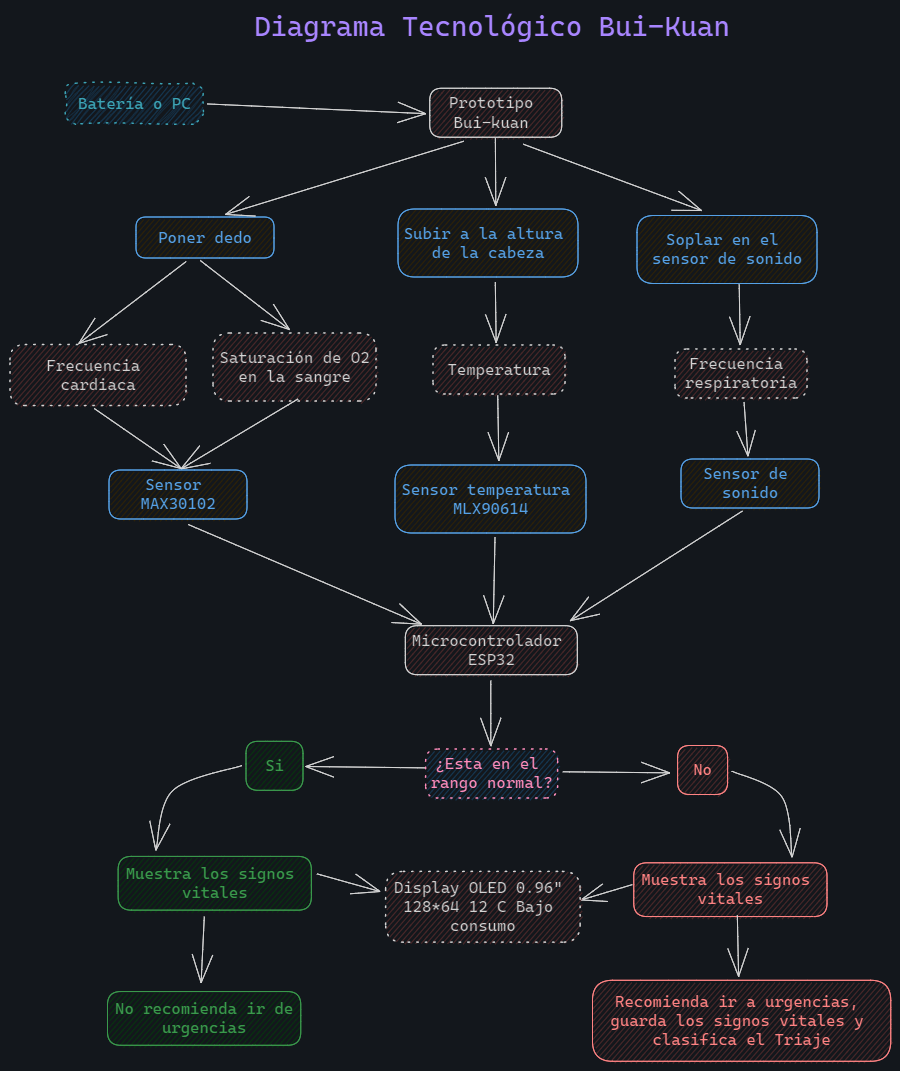 Diagrama Tecnológico Bui-Kuan
Batería o PC
Prototipo
Bui-kuan
Poner dedo
Subir a la altura
de la cabeza
Soplar en el
sensor de sonido
Frecuencia
cardiaca
Saturación de O2
en la sangre
Temperatura
Frecuencia
respiratoria
Sensor
MAX30102
Sensor temperatura
MLX90614
Sensor de
sonido
Microcontrolador
ESP32
Si
¿Esta en el
rango normal?
No
Muestra los signos
vitales
Display OLED 0.96"
128*64 12 C Bajo
consumo
Muestra los signos
vitales
No recomienda ir de
urgencias
Recomienda ir a urgencias,
guarda los signos vitales y
clasifica el Triaje